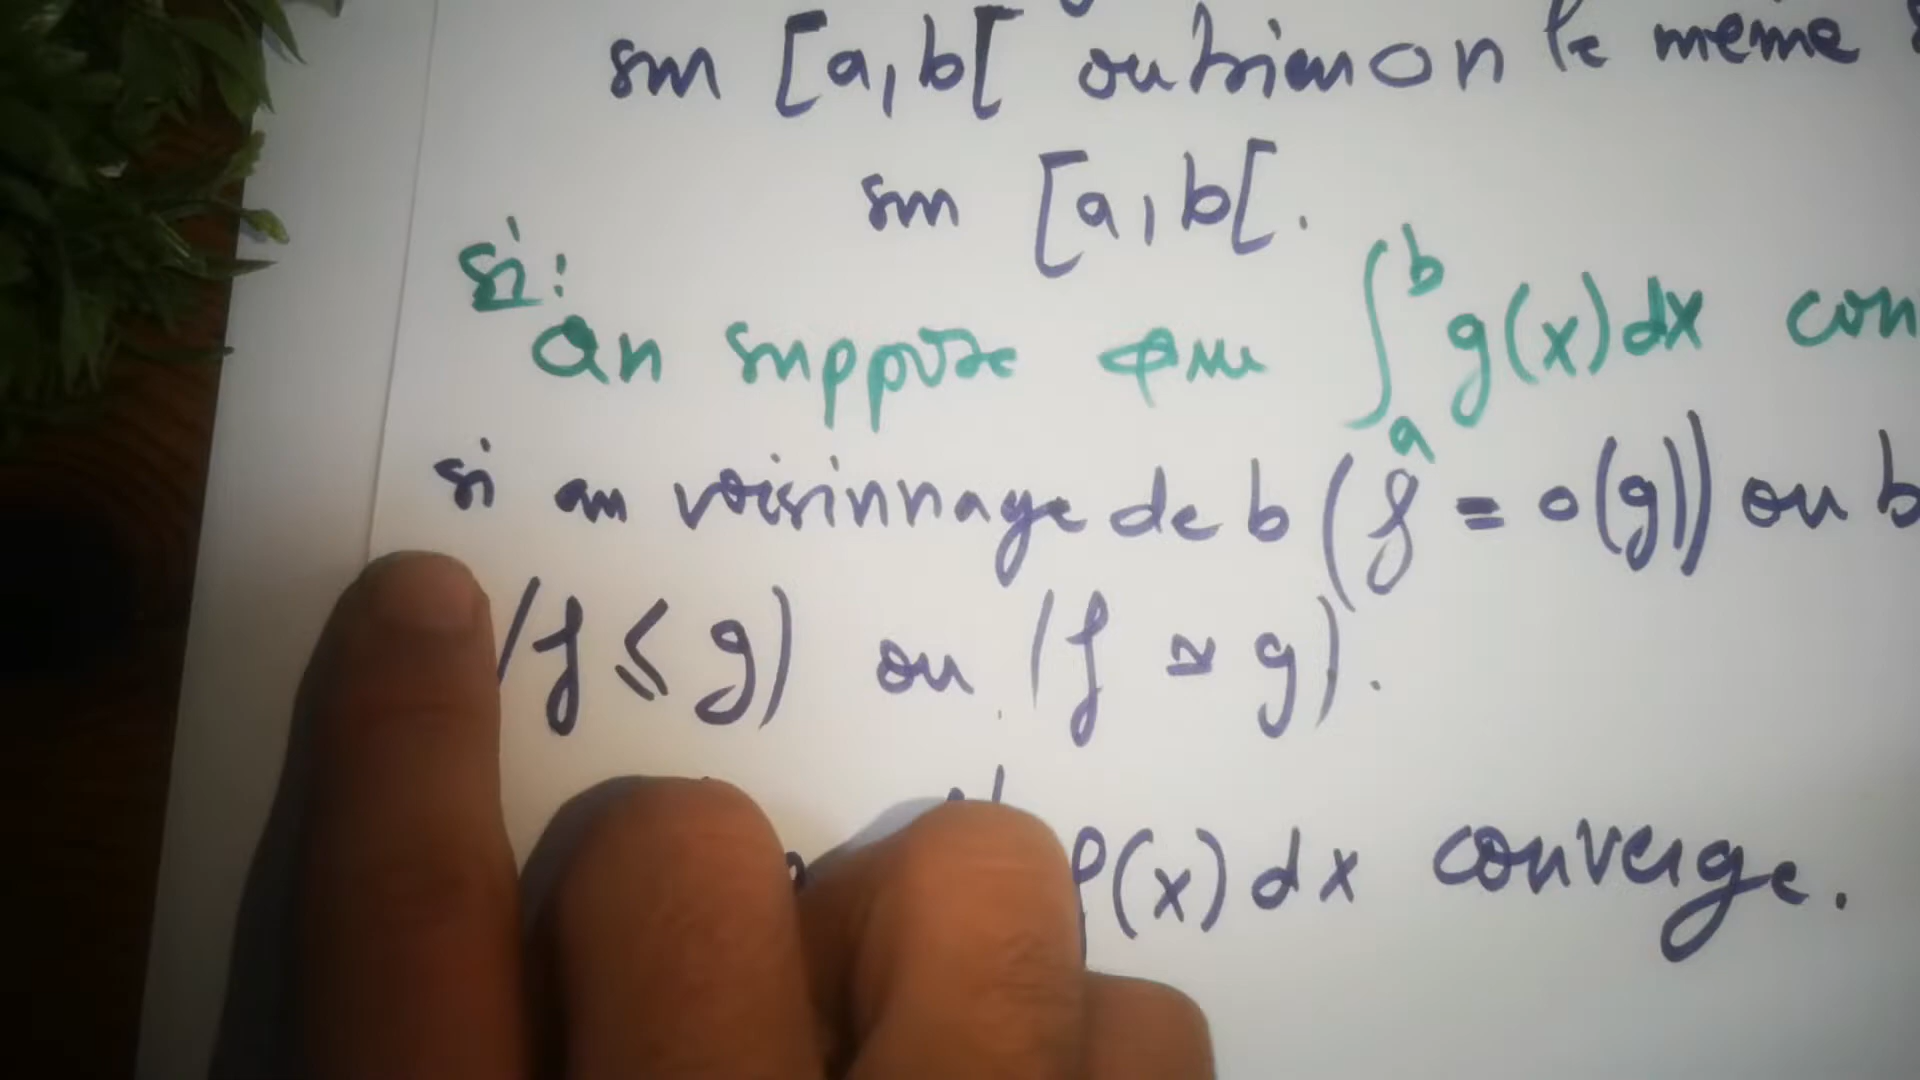 sur [a,b[ ou bien on le même
sur [a,b[.
si:
on suppose que ∫_a^b g(x)dx con
si au voisinnage de b (f = o(g)) ou b
(f ≤ g) ou (f ≃ g).
(x)dx converge.